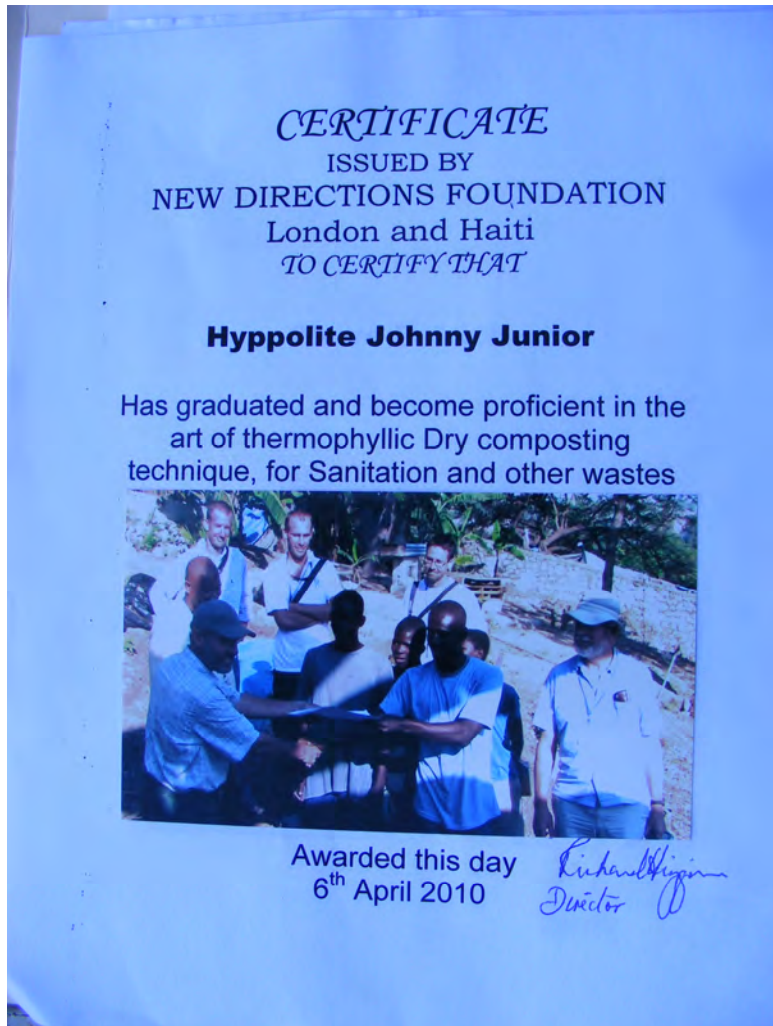 CERTIFICATE
ISSUED BY
NEW DIRECTIONS FOUNDATION
London and Haiti
TO CERTIFY THAT
Hyppolite Johnny Junior
Has graduated and become proficient in the
art of thermophyllic Dry composting
technique, for Sanitation and other wastes
Awarded this day
6th April 2010
Richard Higgins
Director